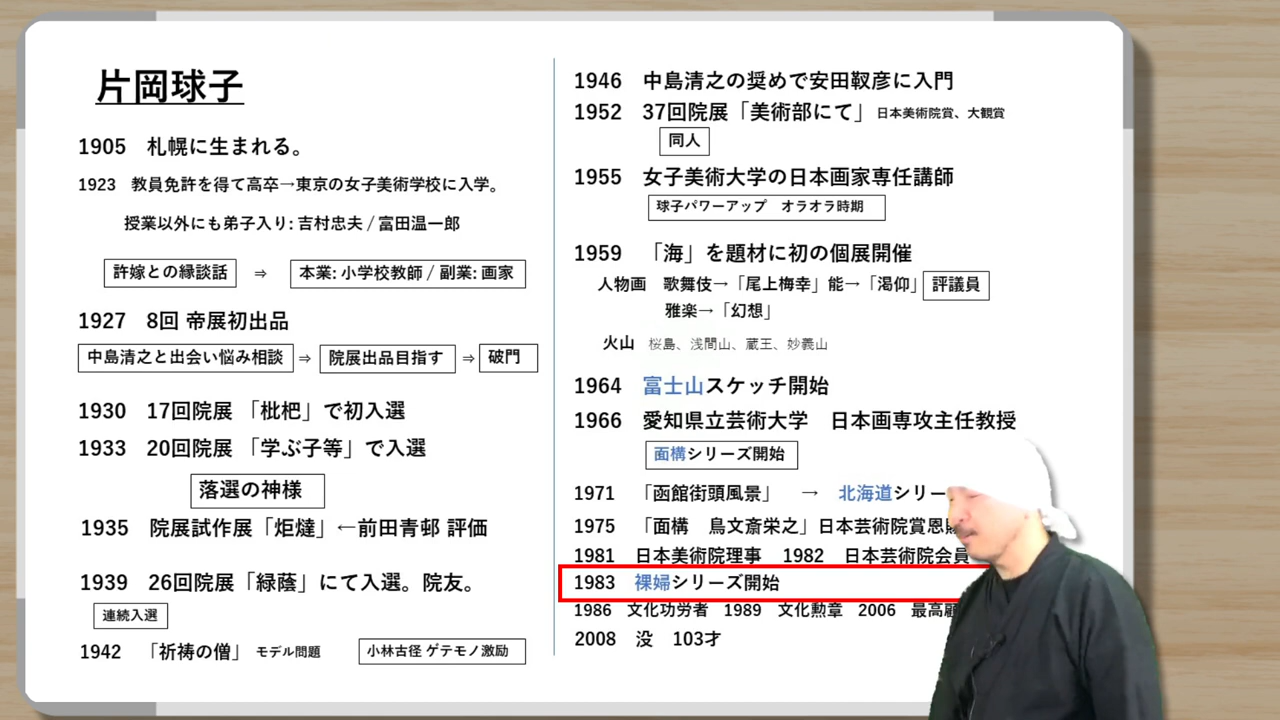 片岡球子
1905 札幌に生まれる。
1923 教員免許を得て高卒→東京の女子美術学校に入学。
授業以外にも弟子入り: 吉村忠夫 / 富田温一郎
許嫁との縁談話 ⇒ 本業: 小学校教師 / 副業: 画家
1927 8回 帝展初出品
中島清之と出会い悩み相談 ⇒ 院展出品目指す ⇒ 破門
1930 17回院展 「枇杷」で初入選
1933 20回院展 「学ぶ子等」で入選
落選の神様
1935 院展試作展「炬燵」←前田青邨 評価
1939 26回院展「緑蔭」にて入選。院友。
連続入選
1942 「祈祷の僧」 モデル問題 小林古径 ゲテモノ激励
1946 中島清之の奨めで安田靫彦に入門
1952 37回院展「美術部にて」 日本美術院賞、大観賞
同人
1955 女子美術大学の日本画家専任講師
球子パワーアップ オラオラ時期
1959 「海」を題材に初の個展開催
人物画 歌舞伎→「尾上梅幸」能→「渇仰」 評議員
雅楽→「幻想」
火山 桜島、浅間山、蔵王、妙義山
1964 富士山スケッチ開始
1966 愛知県立芸術大学 日本画専攻主任教授
面構シリーズ開始
1971 「函館街頭風景」 → 北海道シリー
1975 「面構 鳥文斎栄之」日本芸術院賞恩
1981 日本美術院理事 1982 日本芸術院会員
1983 裸婦シリーズ開始
1986 文化功労者 1989 文化勲章 2006 最高
2008 没 103才